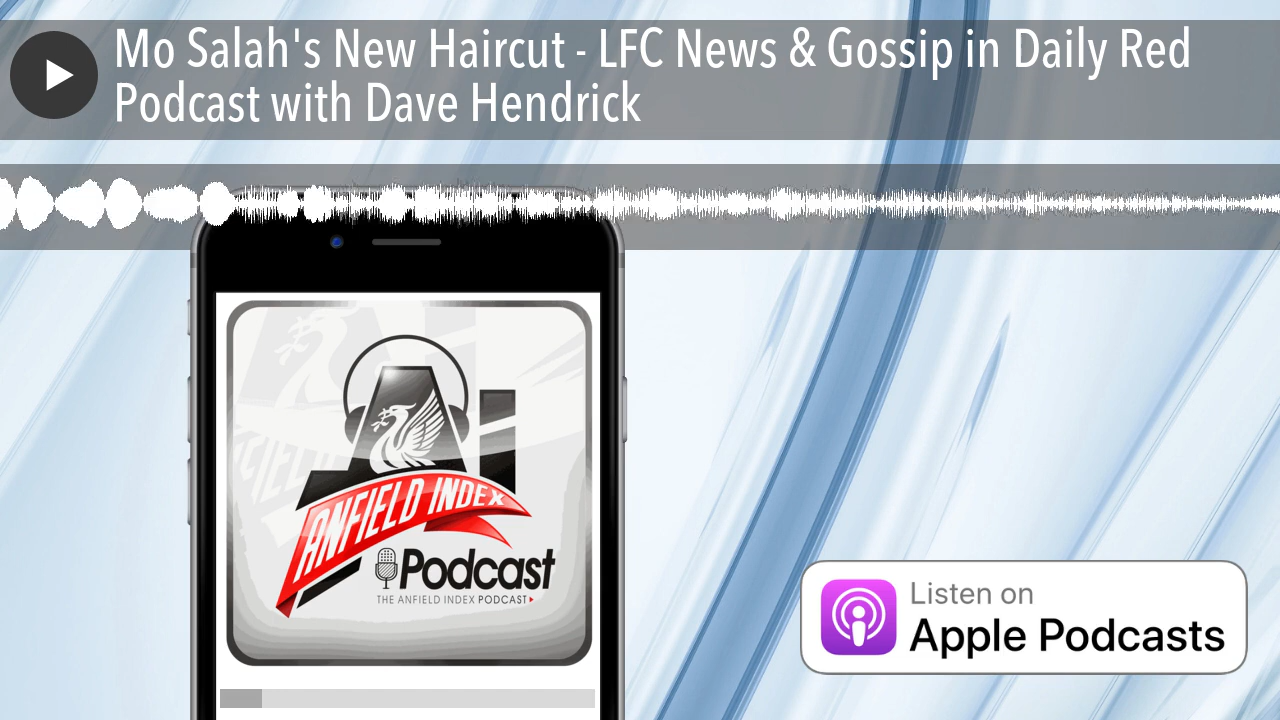 Mo Salah's New Haircut - LFC News & Gossip in Daily Red
Podcast with Dave Hendrick
Ai
ANFIELD INDEX
Podcast
THE ANFIELD INDEX PODCAST
Listen on
Apple Podcasts